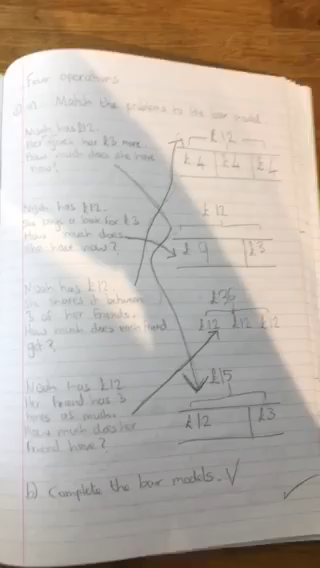 Four operations
a. Match the problems to the bar model.
Noah has £12.
Her gives her £3 more.
How much does she have
now?
£12
£4 £4 £4
Noah has £12.
She buys a book for £3
How much does
she have now?
£12
£9 £3
Noah has £12.
She shares it between
3 of her friends.
How much does each friend
get?
£36
£12 £12 £12
Noah has £12
Her friend has 3
times as much.
How much does her
friend have?
£15
£12 £3
b) Complete the bar models.